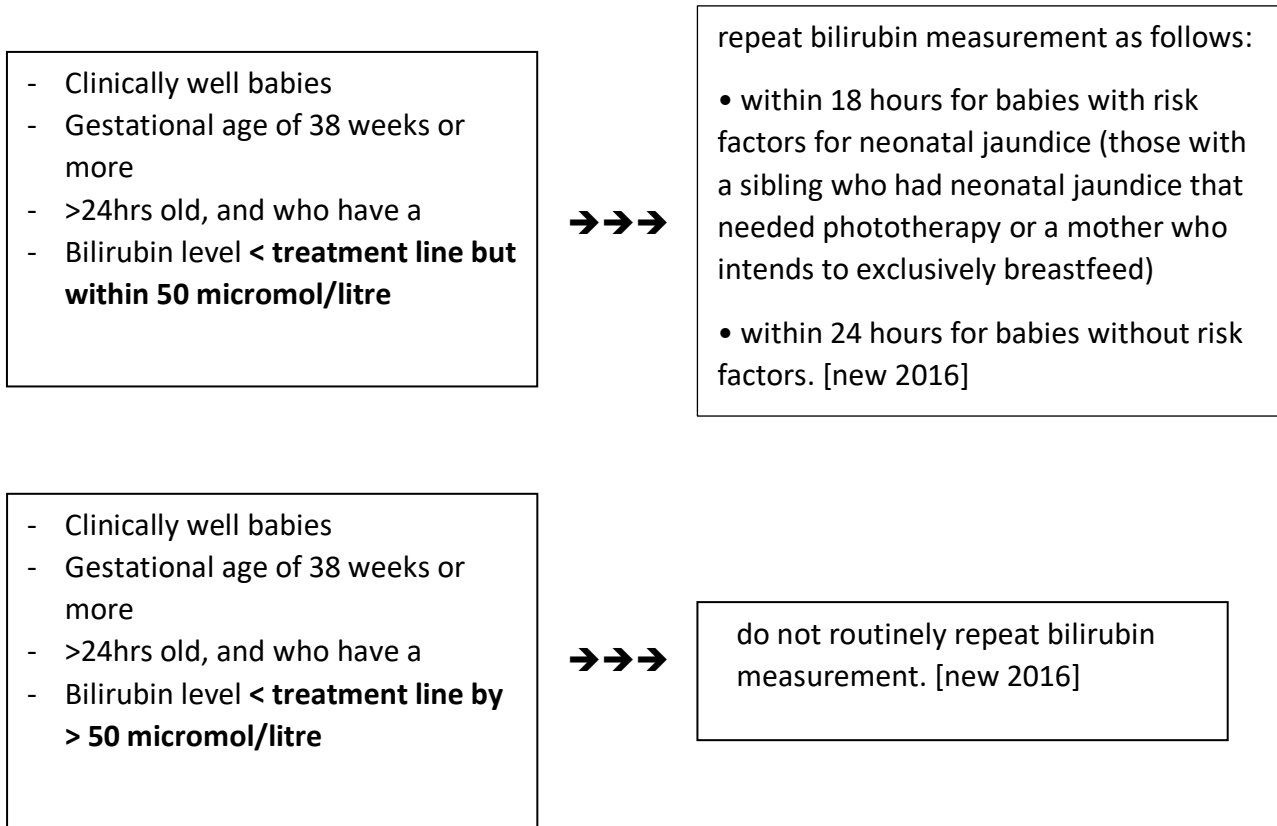 - Clinically well babies
- Gestational age of 38 weeks or
more
- >24hrs old, and who have a
- Bilirubin level < treatment line but
within 50 micromol/litre
➔➔➔
repeat bilirubin measurement as follows:
• within 18 hours for babies with risk
factors for neonatal jaundice (those with
a sibling who had neonatal jaundice that
needed phototherapy or a mother who
intends to exclusively breastfeed)
• within 24 hours for babies without risk
factors. [new 2016]
- Clinically well babies
- Gestational age of 38 weeks or
more
- >24hrs old, and who have a
- Bilirubin level < treatment line by
> 50 micromol/litre
➔➔➔
do not routinely repeat bilirubin
measurement. [new 2016]